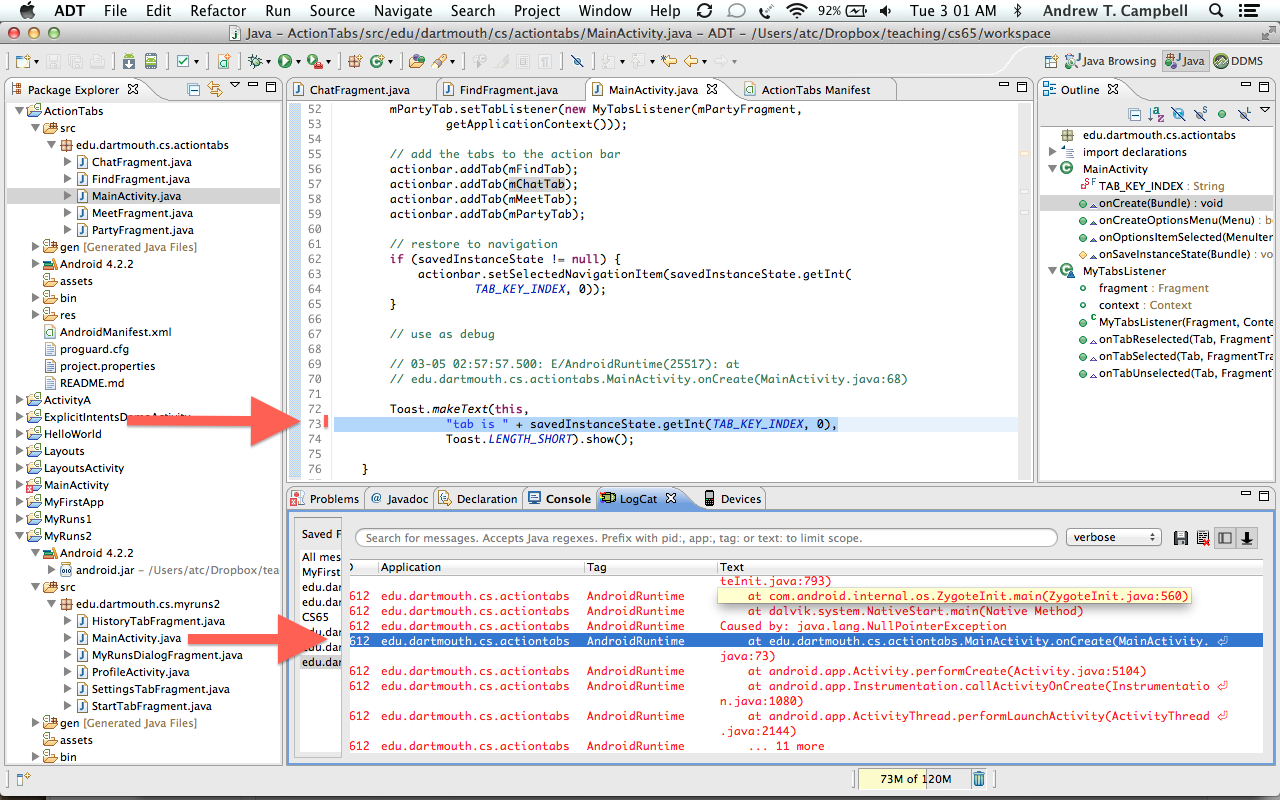 ADT File Edit Refactor Run Source Navigate Search Project Window Help 92% Tue 3 01 AM Andrew T. Campbell
Java – ActionTabs/src/edu/dartmouth/cs/actiontabs/MainActivity.java – ADT – /Users/atc/Dropbox/teaching/cs65/workspace
Java Browsing Java DDMS
Package Explorer
ActionTabs
src
edu.dartmouth.cs.actiontabs
ChatFragment.java
FindFragment.java
MainActivity.java
MeetFragment.java
PartyFragment.java
gen [Generated Java Files]
Android 4.2.2
assets
bin
res
AndroidManifest.xml
proguard.cfg
project.properties
README.md
ActivityA
HelloWorld
Layouts
LayoutsActivity
MainActivity
MyFirstApp
MyRuns1
MyRuns2
Android 4.2.2
android.jar – /Users/atc/Dropbox/tea
src
edu.dartmouth.cs.myruns2
HistoryTabFragment.java
MainActivity.java
MyRunsDialogFragment.java
ProfileActivity.java
SettingsTabFragment.java
StartTabFragment.java
gen [Generated Java Files]
assets
bin
ChatFragment.java FindFragment.java MainActivity.java ActionTabs Manifest
52 mPartyTab.setTabListener(new MyTabsListener(mPartyFragment,
53 getApplicationContext()));
54
55 // add the tabs to the action bar
56 actionbar.addTab(mFindTab);
57 actionbar.addTab(mChatTab);
58 actionbar.addTab(mMeetTab);
59 actionbar.addTab(mPartyTab);
60
61 // restore to navigation
62 if (savedInstanceState != null) {
63 actionbar.setSelectedNavigationItem(savedInstanceState.getInt(
64 TAB_KEY_INDEX, 0));
65 }
66
67 // use as debug
68
69 // 03-05 02:57:57.500: E/AndroidRuntime(25517): at
70 // edu.dartmouth.cs.actiontabs.MainActivity.onCreate(MainActivity.java:68)
71
72 Toast.makeText(this,
73 "tab is " + savedInstanceState.getInt(TAB_KEY_INDEX, 0),
74 Toast.LENGTH_SHORT).show();
75
76 }
Outline
edu.dartmouth.cs.actiontabs
import declarations
MainActivity
TAB_KEY_INDEX : String
onCreate(Bundle) : void
onCreateOptionsMenu(Menu) : bo
onOptionsItemSelected(MenuItem
onSaveInstanceState(Bundle) : vo
MyTabsListener
fragment : Fragment
context : Context
MyTabsListener(Fragment, Conte
onTabReselected(Tab, Fragment
onTabSelected(Tab, FragmentTra
onTabUnselected(Tab, FragmentT
Problems Javadoc Declaration Console LogCat Devices
Saved F
All mes
MyFirst
edu.dar
edu.dar
CS65
edu.dar
edu.dar
Search for messages. Accepts Java regexes. Prefix with pid:, app:, tag: or text: to limit scope. verbose
Application Tag Text
teInit.java:793)
612 edu.dartmouth.cs.actiontabs AndroidRuntime at com.android.internal.os.ZygoteInit.main(ZygoteInit.java:560)
612 edu.dartmouth.cs.actiontabs AndroidRuntime at dalvik.system.NativeStart.main(Native Method)
612 edu.dartmouth.cs.actiontabs AndroidRuntime Caused by: java.lang.NullPointerException
612 edu.dartmouth.cs.actiontabs AndroidRuntime at edu.dartmouth.cs.actiontabs.MainActivity.onCreate(MainActivity.
java:73)
612 edu.dartmouth.cs.actiontabs AndroidRuntime at android.app.Activity.performCreate(Activity.java:5104)
612 edu.dartmouth.cs.actiontabs AndroidRuntime at android.app.Instrumentation.callActivityOnCreate(Instrumentatio
n.java:1080)
612 edu.dartmouth.cs.actiontabs AndroidRuntime at android.app.ActivityThread.performLaunchActivity(ActivityThread
.java:2144)
612 edu.dartmouth.cs.actiontabs AndroidRuntime ... 11 more
73M of 120M